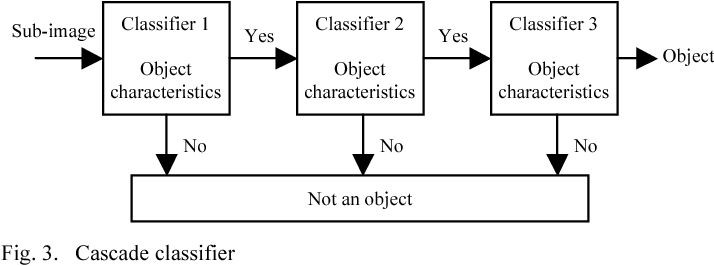 Sub-image
Classifier 1
Object
characteristics
Yes
Classifier 2
Object
characteristics
Yes
Classifier 3
Object
characteristics
Object
No
No
No
Not an object
Fig. 3. Cascade classifier